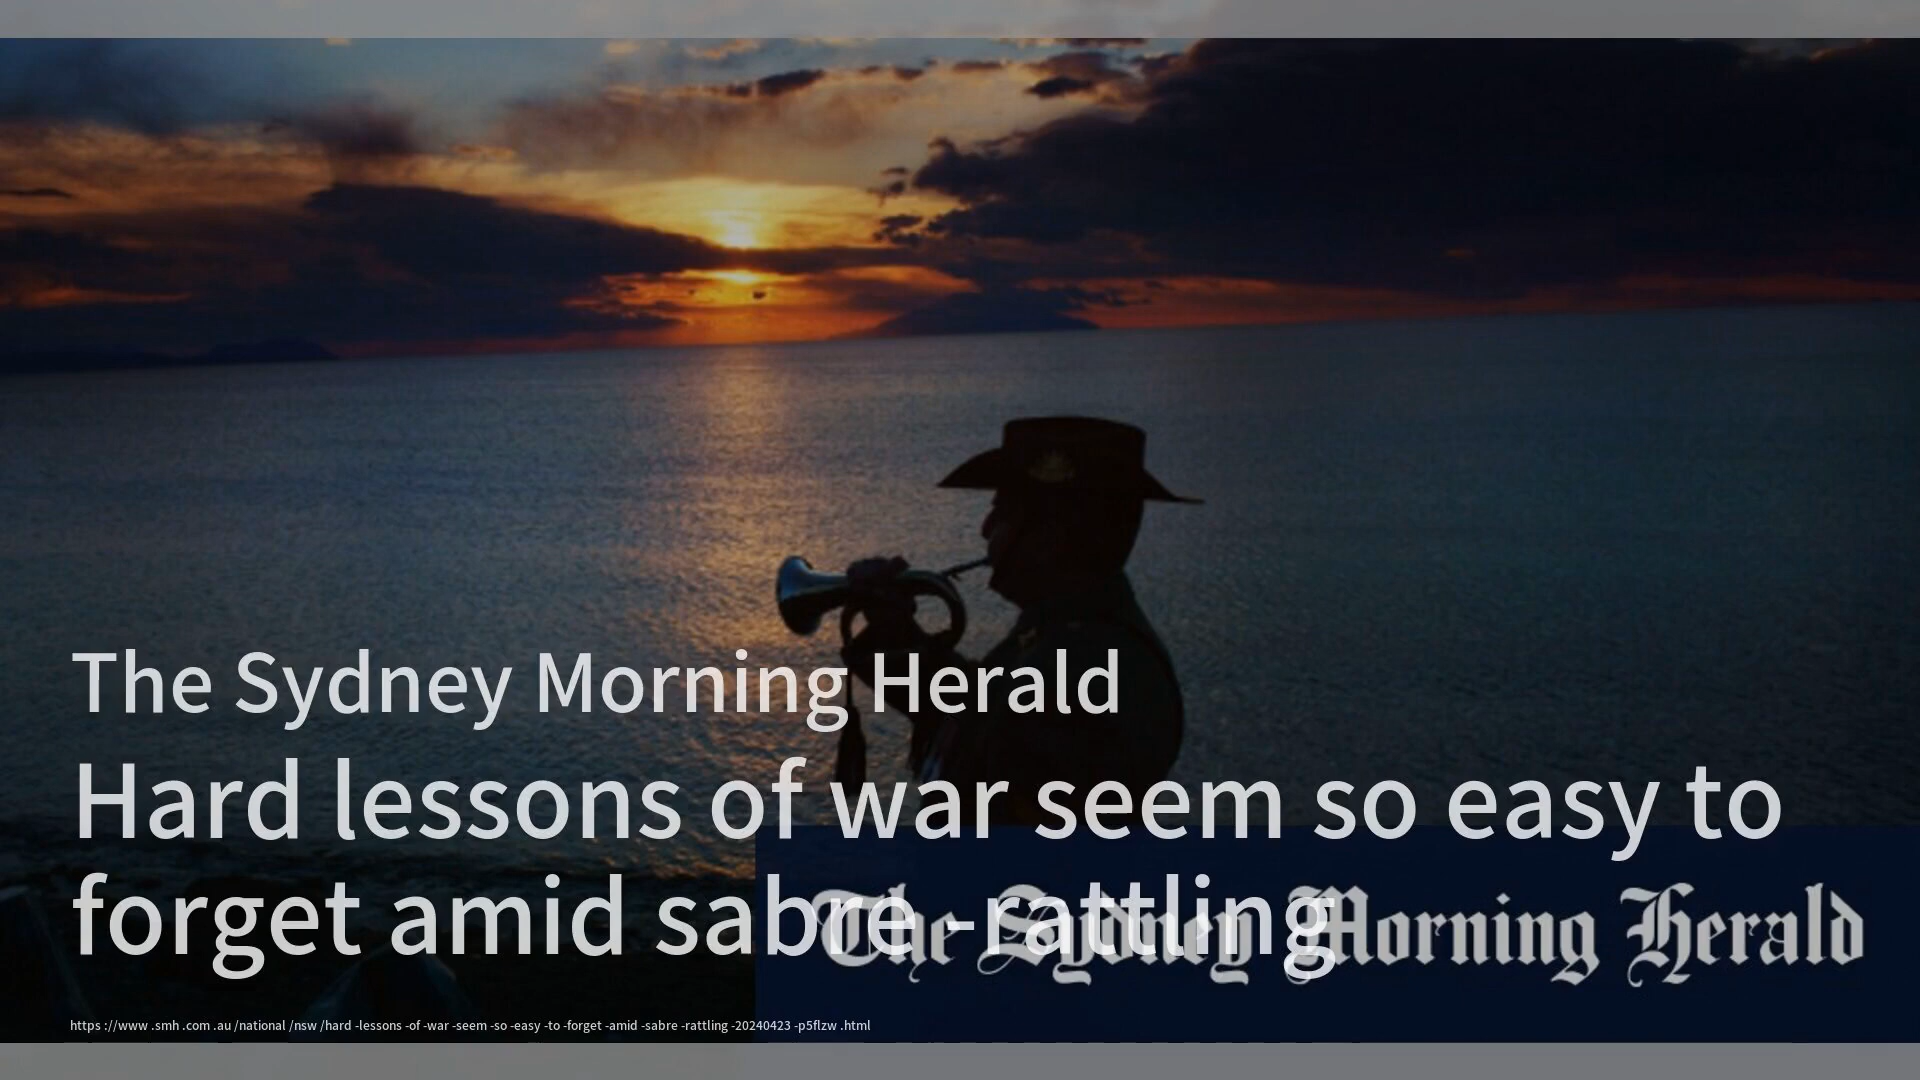 The Sydney Morning Herald
Hard lessons of war seem so easy to
forget amid sabre-rattling
The Sydney Morning Herald
https://www.smh.com.au/national/nsw/hard-lessons-of-war-seem-so-easy-to-forget-amid-sabre-rattling-20240423-p5flzw.html